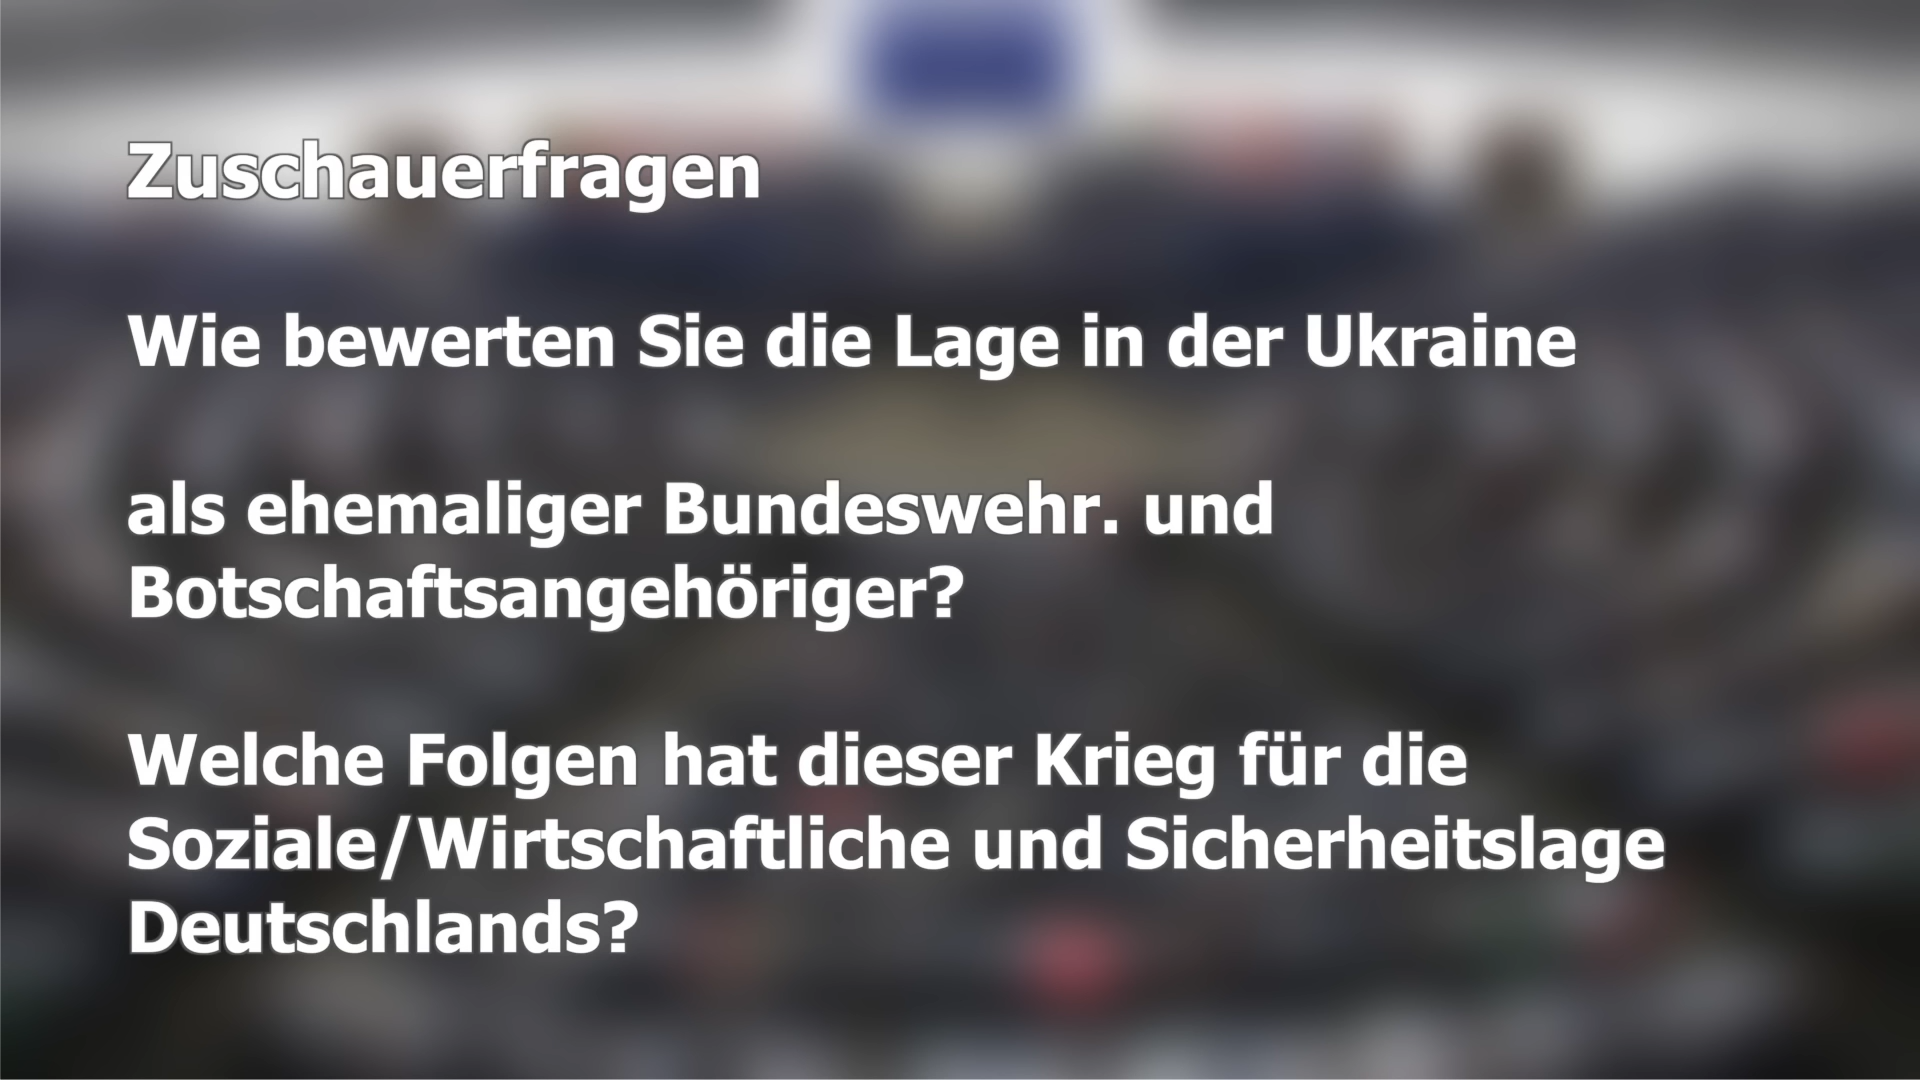 Zuschauerfragen
Wie bewerten Sie die Lage in der Ukraine
als ehemaliger Bundeswehr. und
Botschaftsangehöriger?
Welche Folgen hat dieser Krieg für die
Soziale/Wirtschaftliche und Sicherheitslage
Deutschlands?